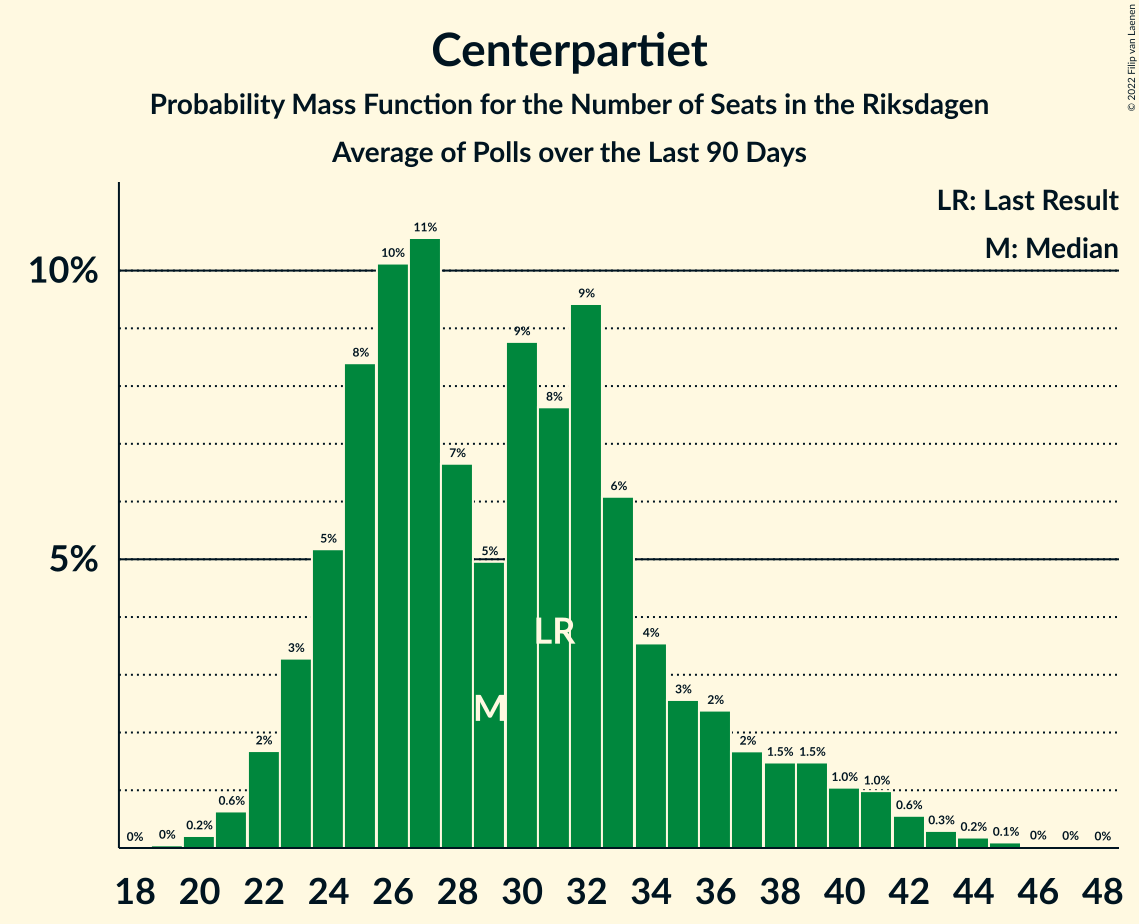 Centerpartiet
Probability Mass Function for the Number of Seats in the Riksdagen
Average of Polls over the Last 90 Days
© 2022 Filip van Laenen
LR: Last Result
M: Median
10%
5%
0% 0% 0.2% 0.6% 2% 3% 5% 8% 10% 11% 7% 5% 9% 8% 9% 6% 4% 3% 2% 2% 1.5% 1.5% 1.0% 1.0% 0.6% 0.3% 0.2% 0.1% 0% 0% 0%
LR
M
18 20 22 24 26 28 30 32 34 36 38 40 42 44 46 48